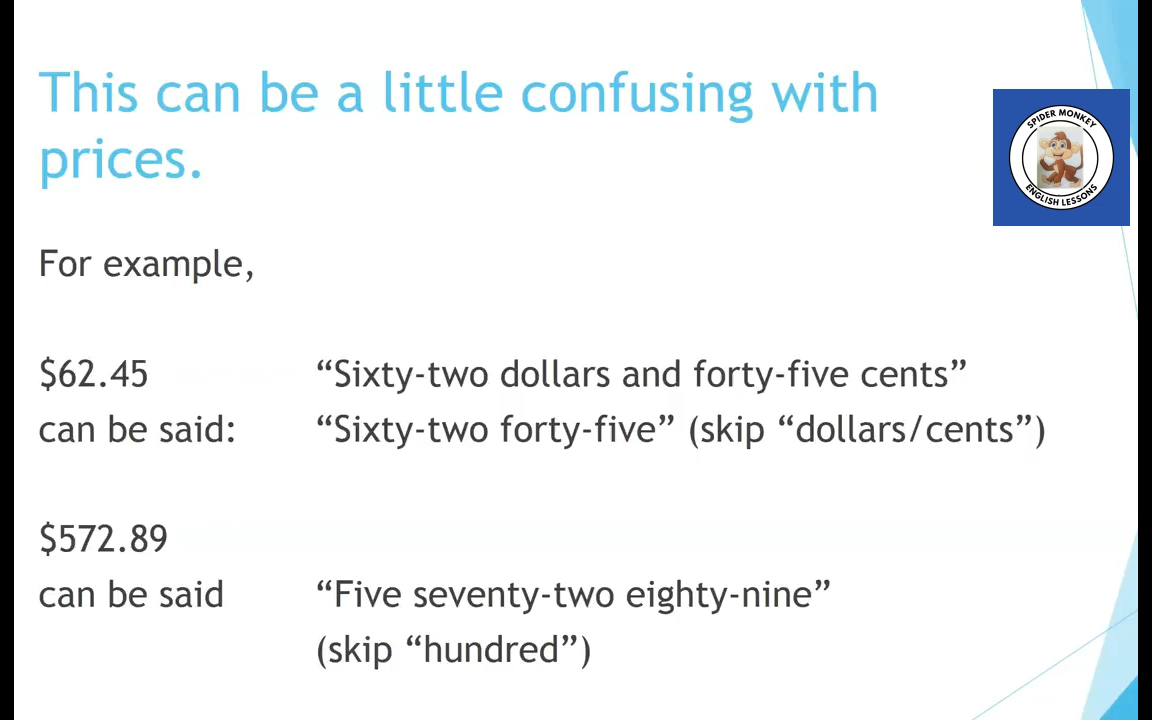 This can be a little confusing with
prices.
SPIDER MONKEY
ENGLISH LESSONS
For example,
$62.45 “Sixty-two dollars and forty-five cents”
can be said: “Sixty-two forty-five” (skip “dollars/cents”)
$572.89
can be said “Five seventy-two eighty-nine”
(skip “hundred”)